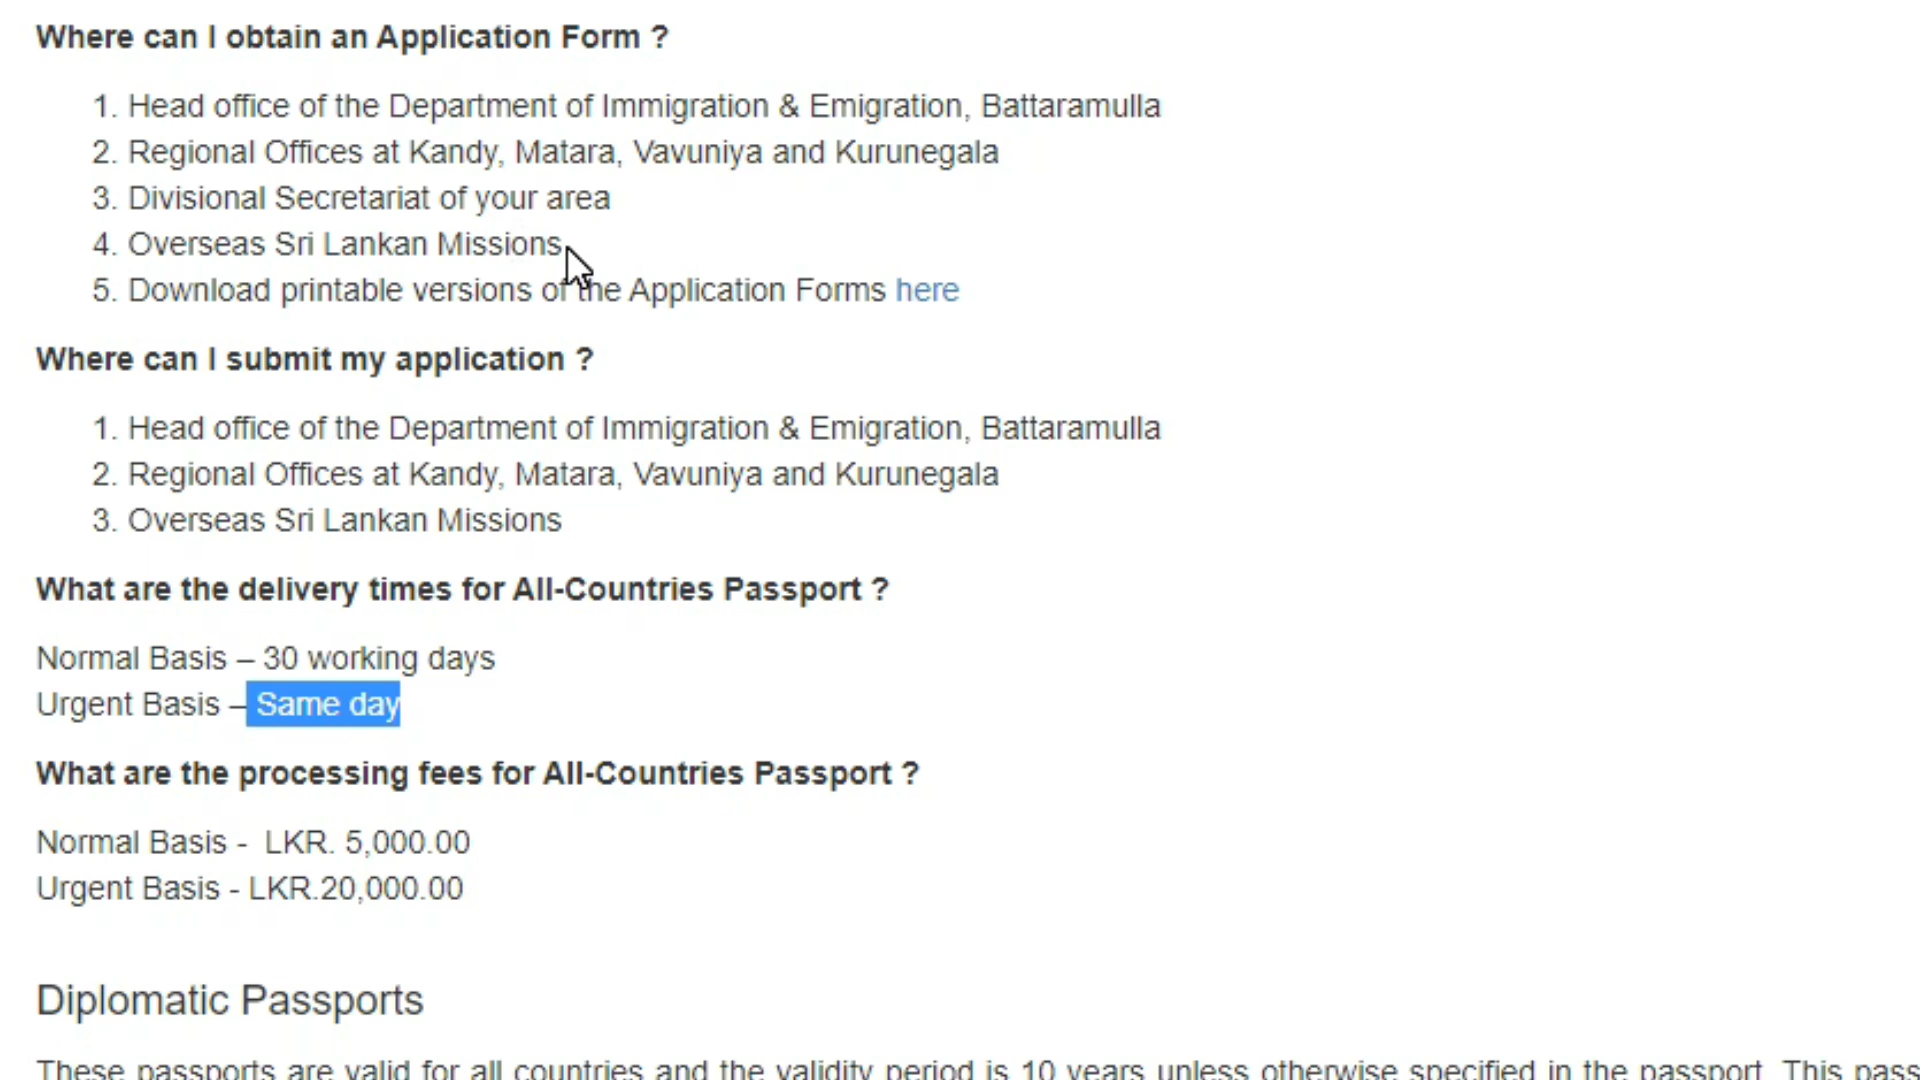 Where can I obtain an Application Form ?
1. Head office of the Department of Immigration & Emigration, Battaramulla
2. Regional Offices at Kandy, Matara, Vavuniya and Kurunegala
3. Divisional Secretariat of your area
4. Overseas Sri Lankan Missions
5. Download printable versions of the Application Forms here
Where can I submit my application ?
1. Head office of the Department of Immigration & Emigration, Battaramulla
2. Regional Offices at Kandy, Matara, Vavuniya and Kurunegala
3. Overseas Sri Lankan Missions
What are the delivery times for All-Countries Passport ?
Normal Basis – 30 working days
Urgent Basis – Same day
What are the processing fees for All-Countries Passport ?
Normal Basis -  LKR. 5,000.00
Urgent Basis - LKR.20,000.00
Diplomatic Passports
These passports are valid for all countries and the validity period is 10 years unless otherwise specified in the passport. This pass